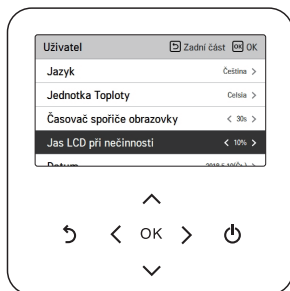 Uživatel Zadní část OK OK
Jazyk Čeština >
Jednotka Toploty Celsia >
Časovač spořiče obrazovky < 30s >
Jas LCD při nečinnosti < 10% >
Datum
OK